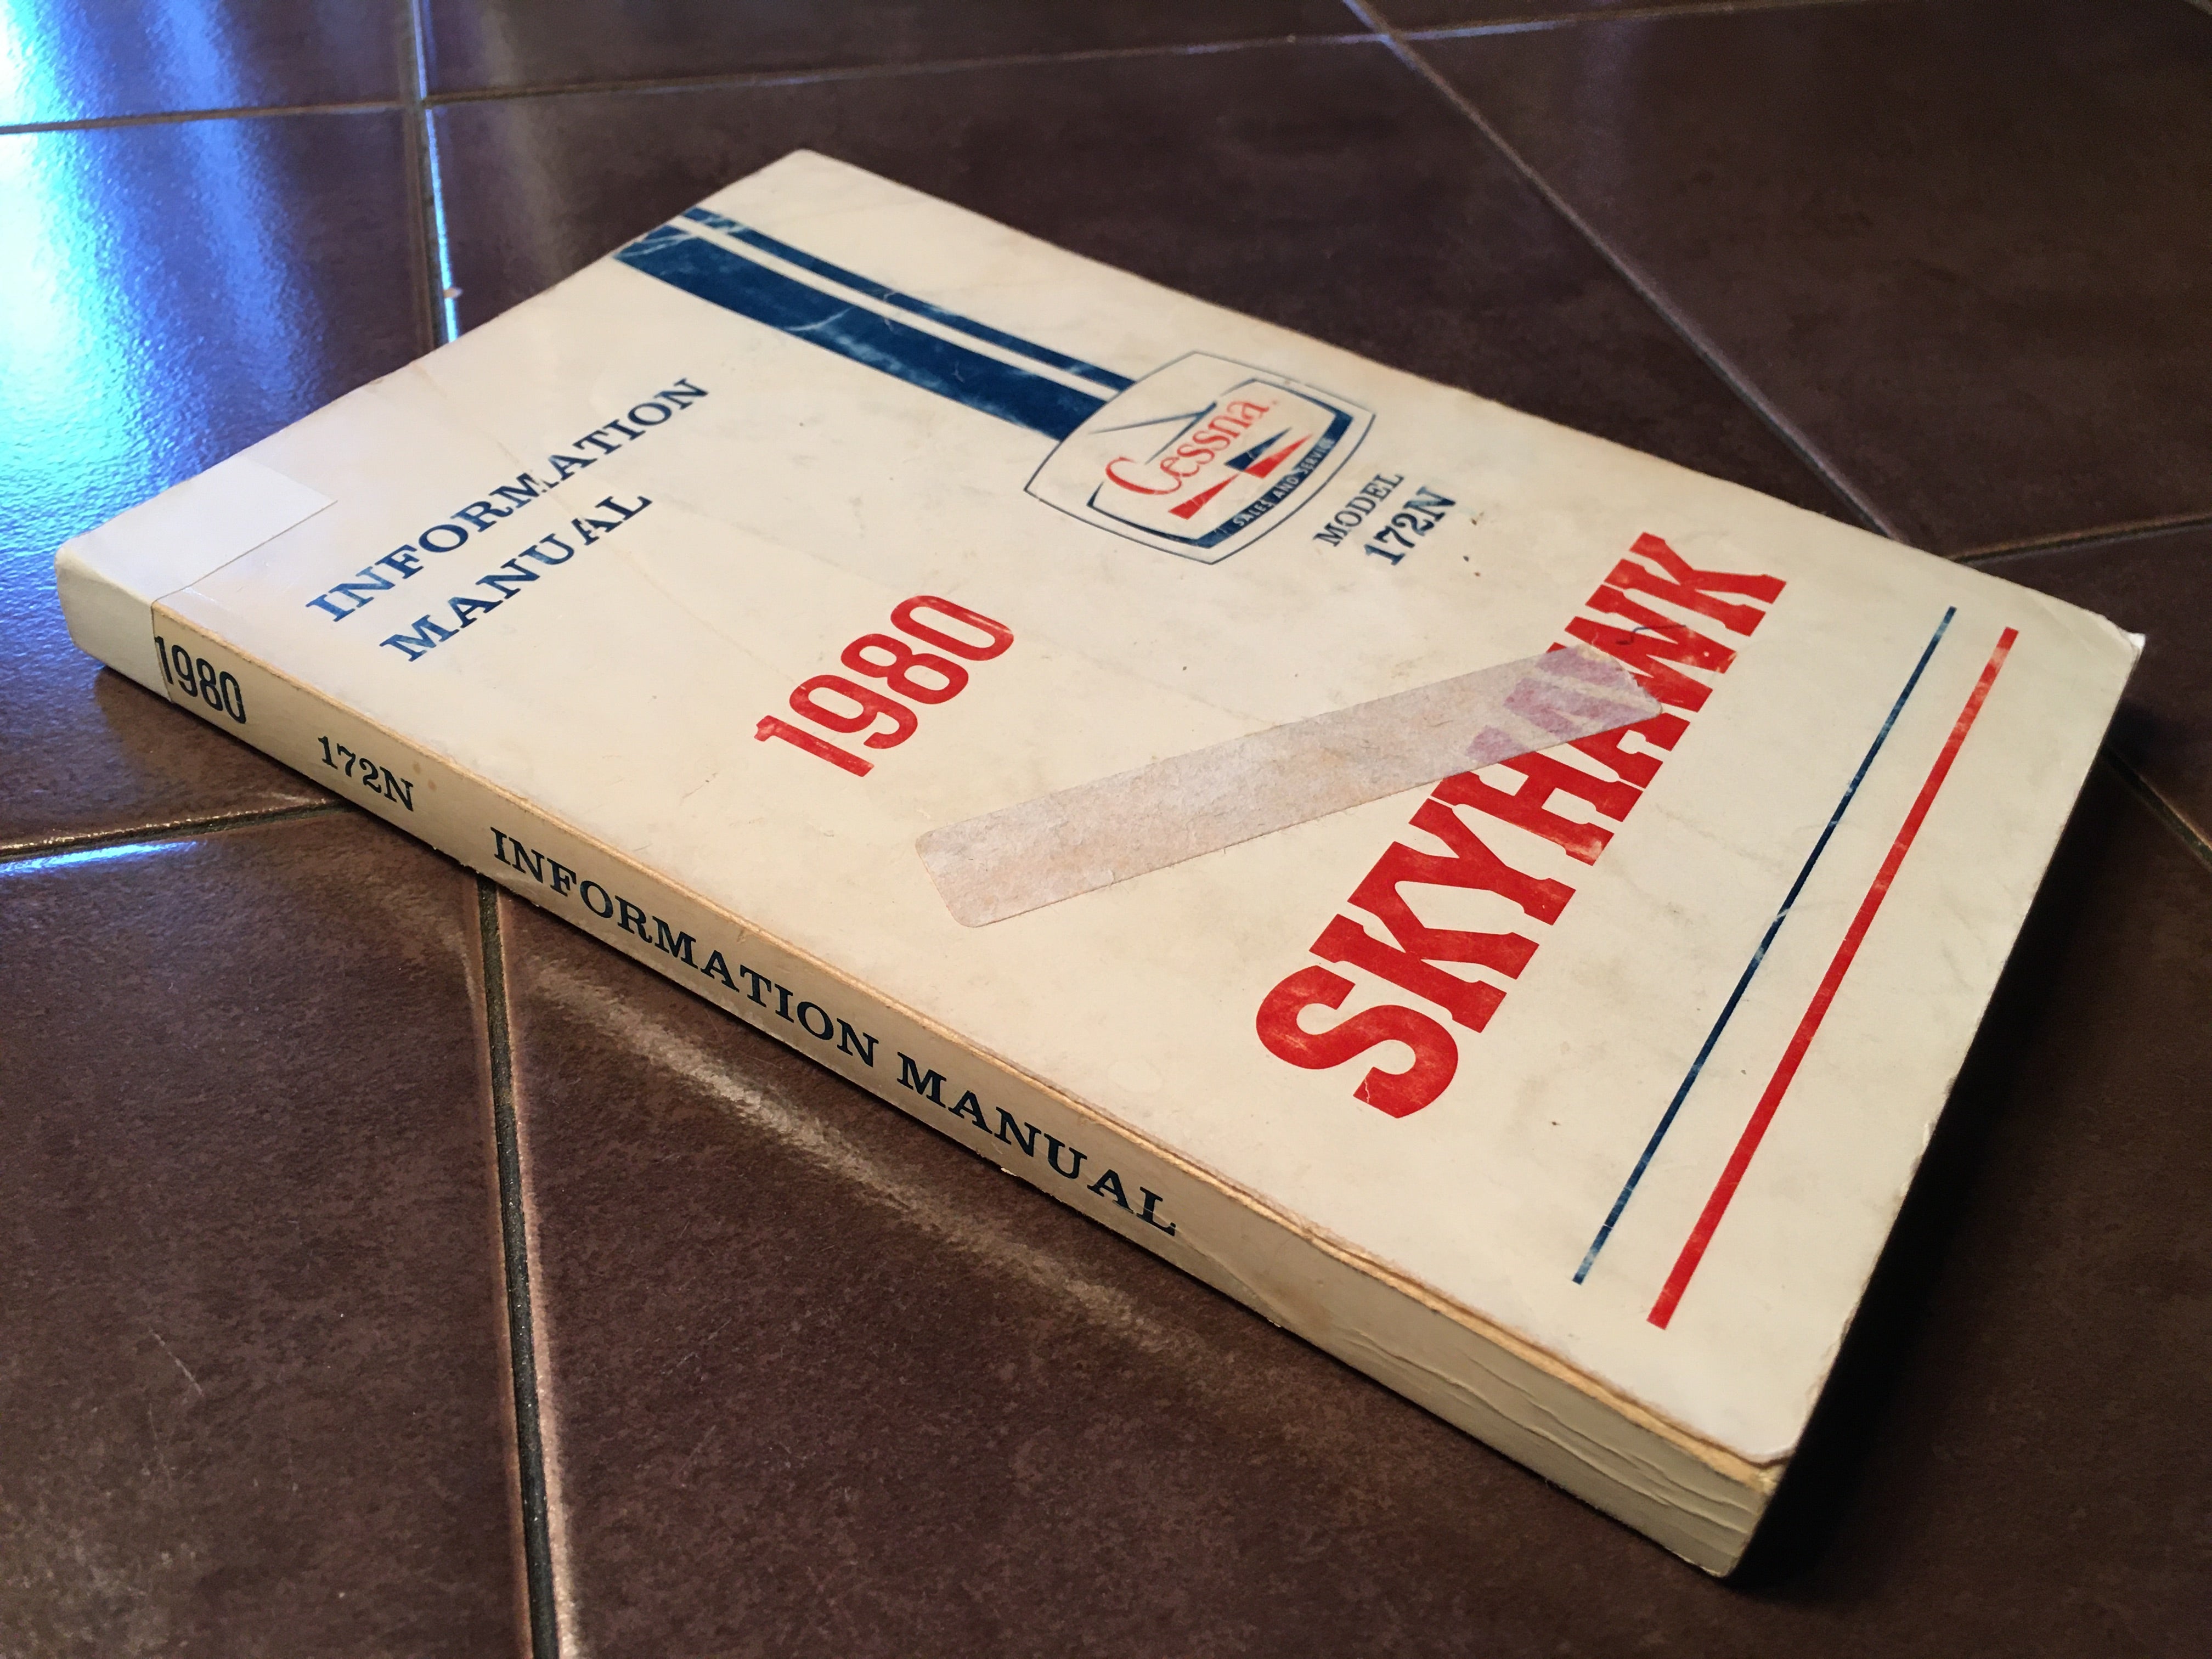 INFORMATION
MANUAL
Cessna
SALES AND SERVICE
MODEL
172N
1980
SKYHAWK
1980
172N
INFORMATION MANUAL